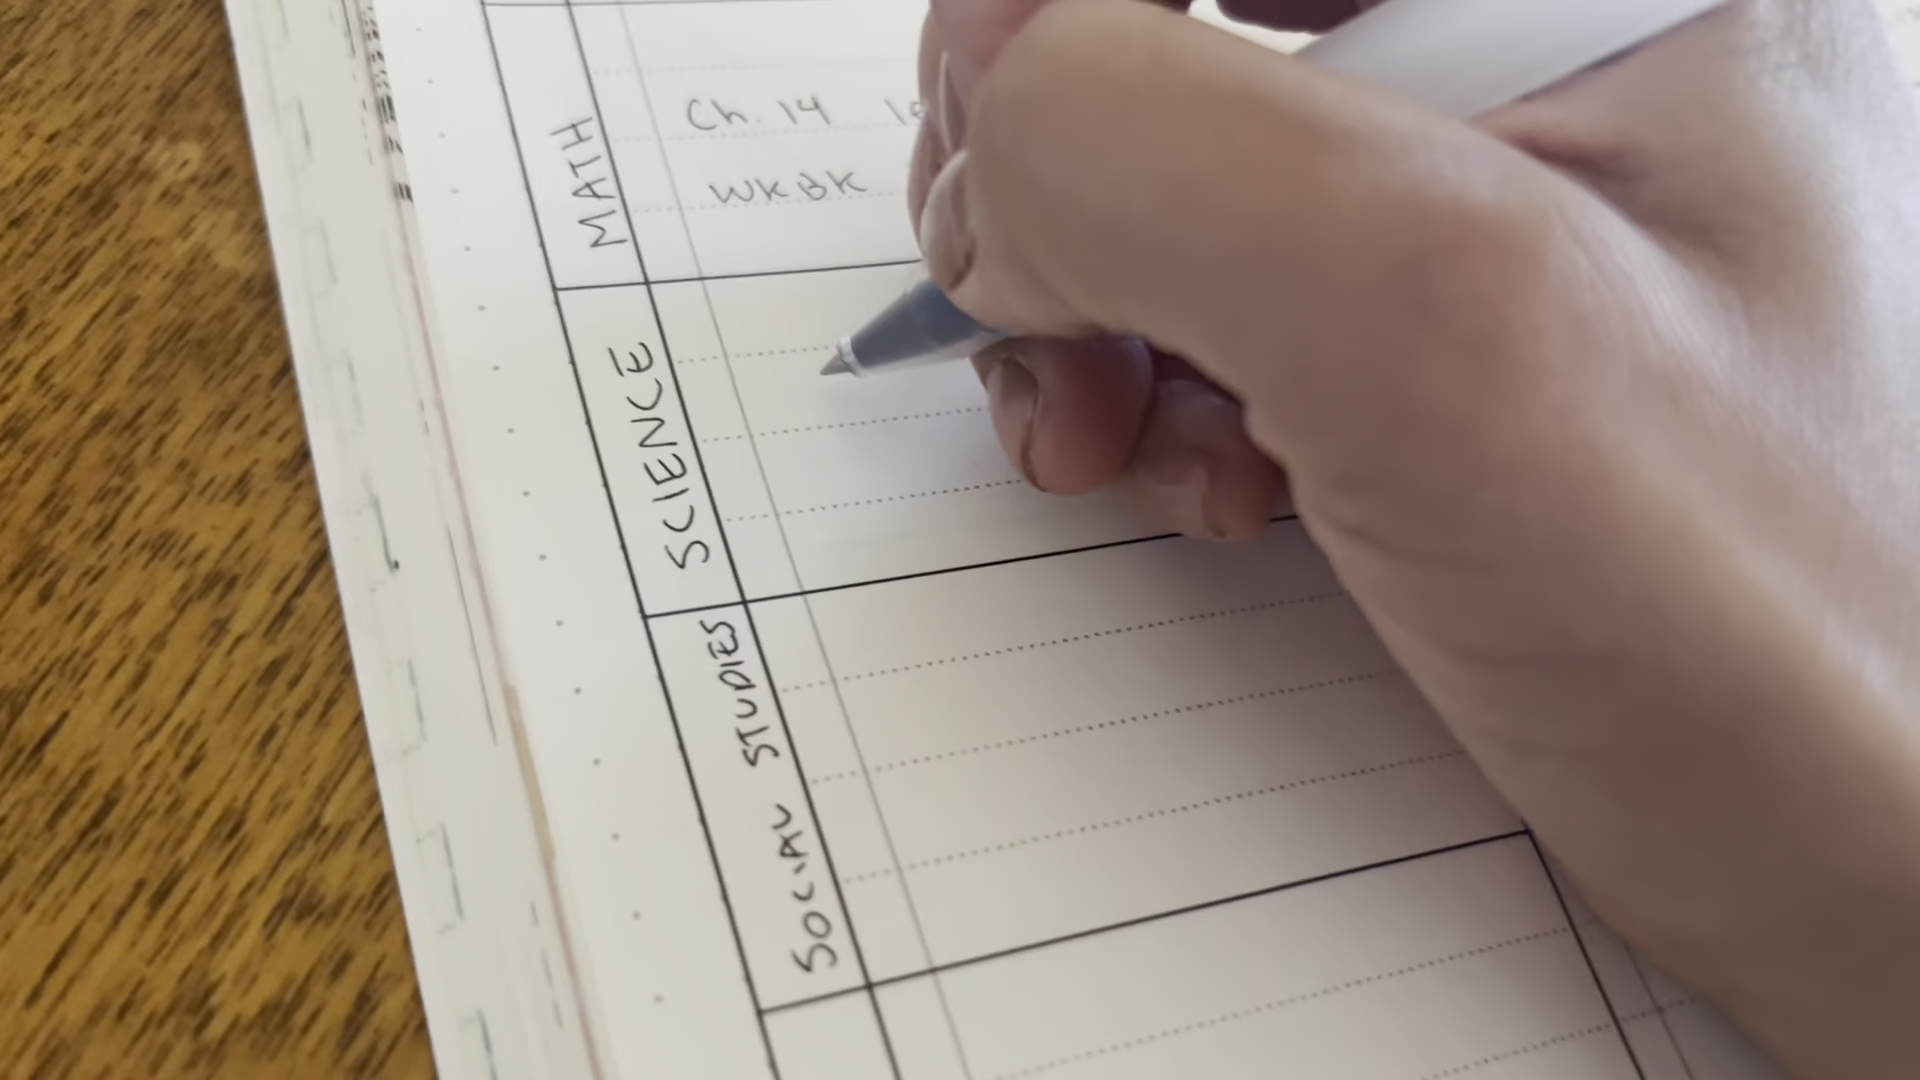 MATH
Ch. 14
WKBK
SCIENCE
SOCIAL STUDIES